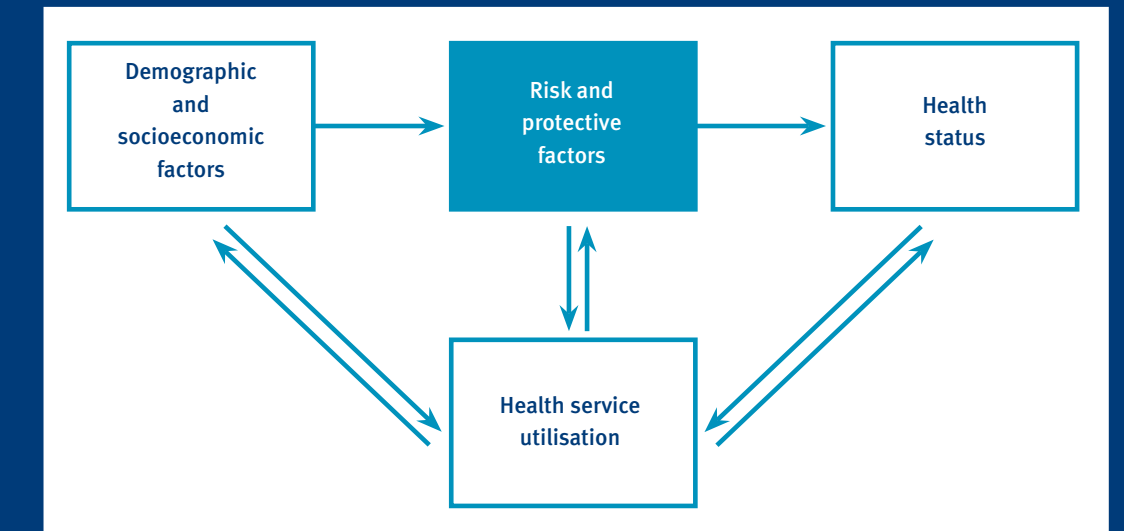 Demographic
and
socioeconomic
factors
Risk and
protective
factors
Health
status
Health service
utilisation